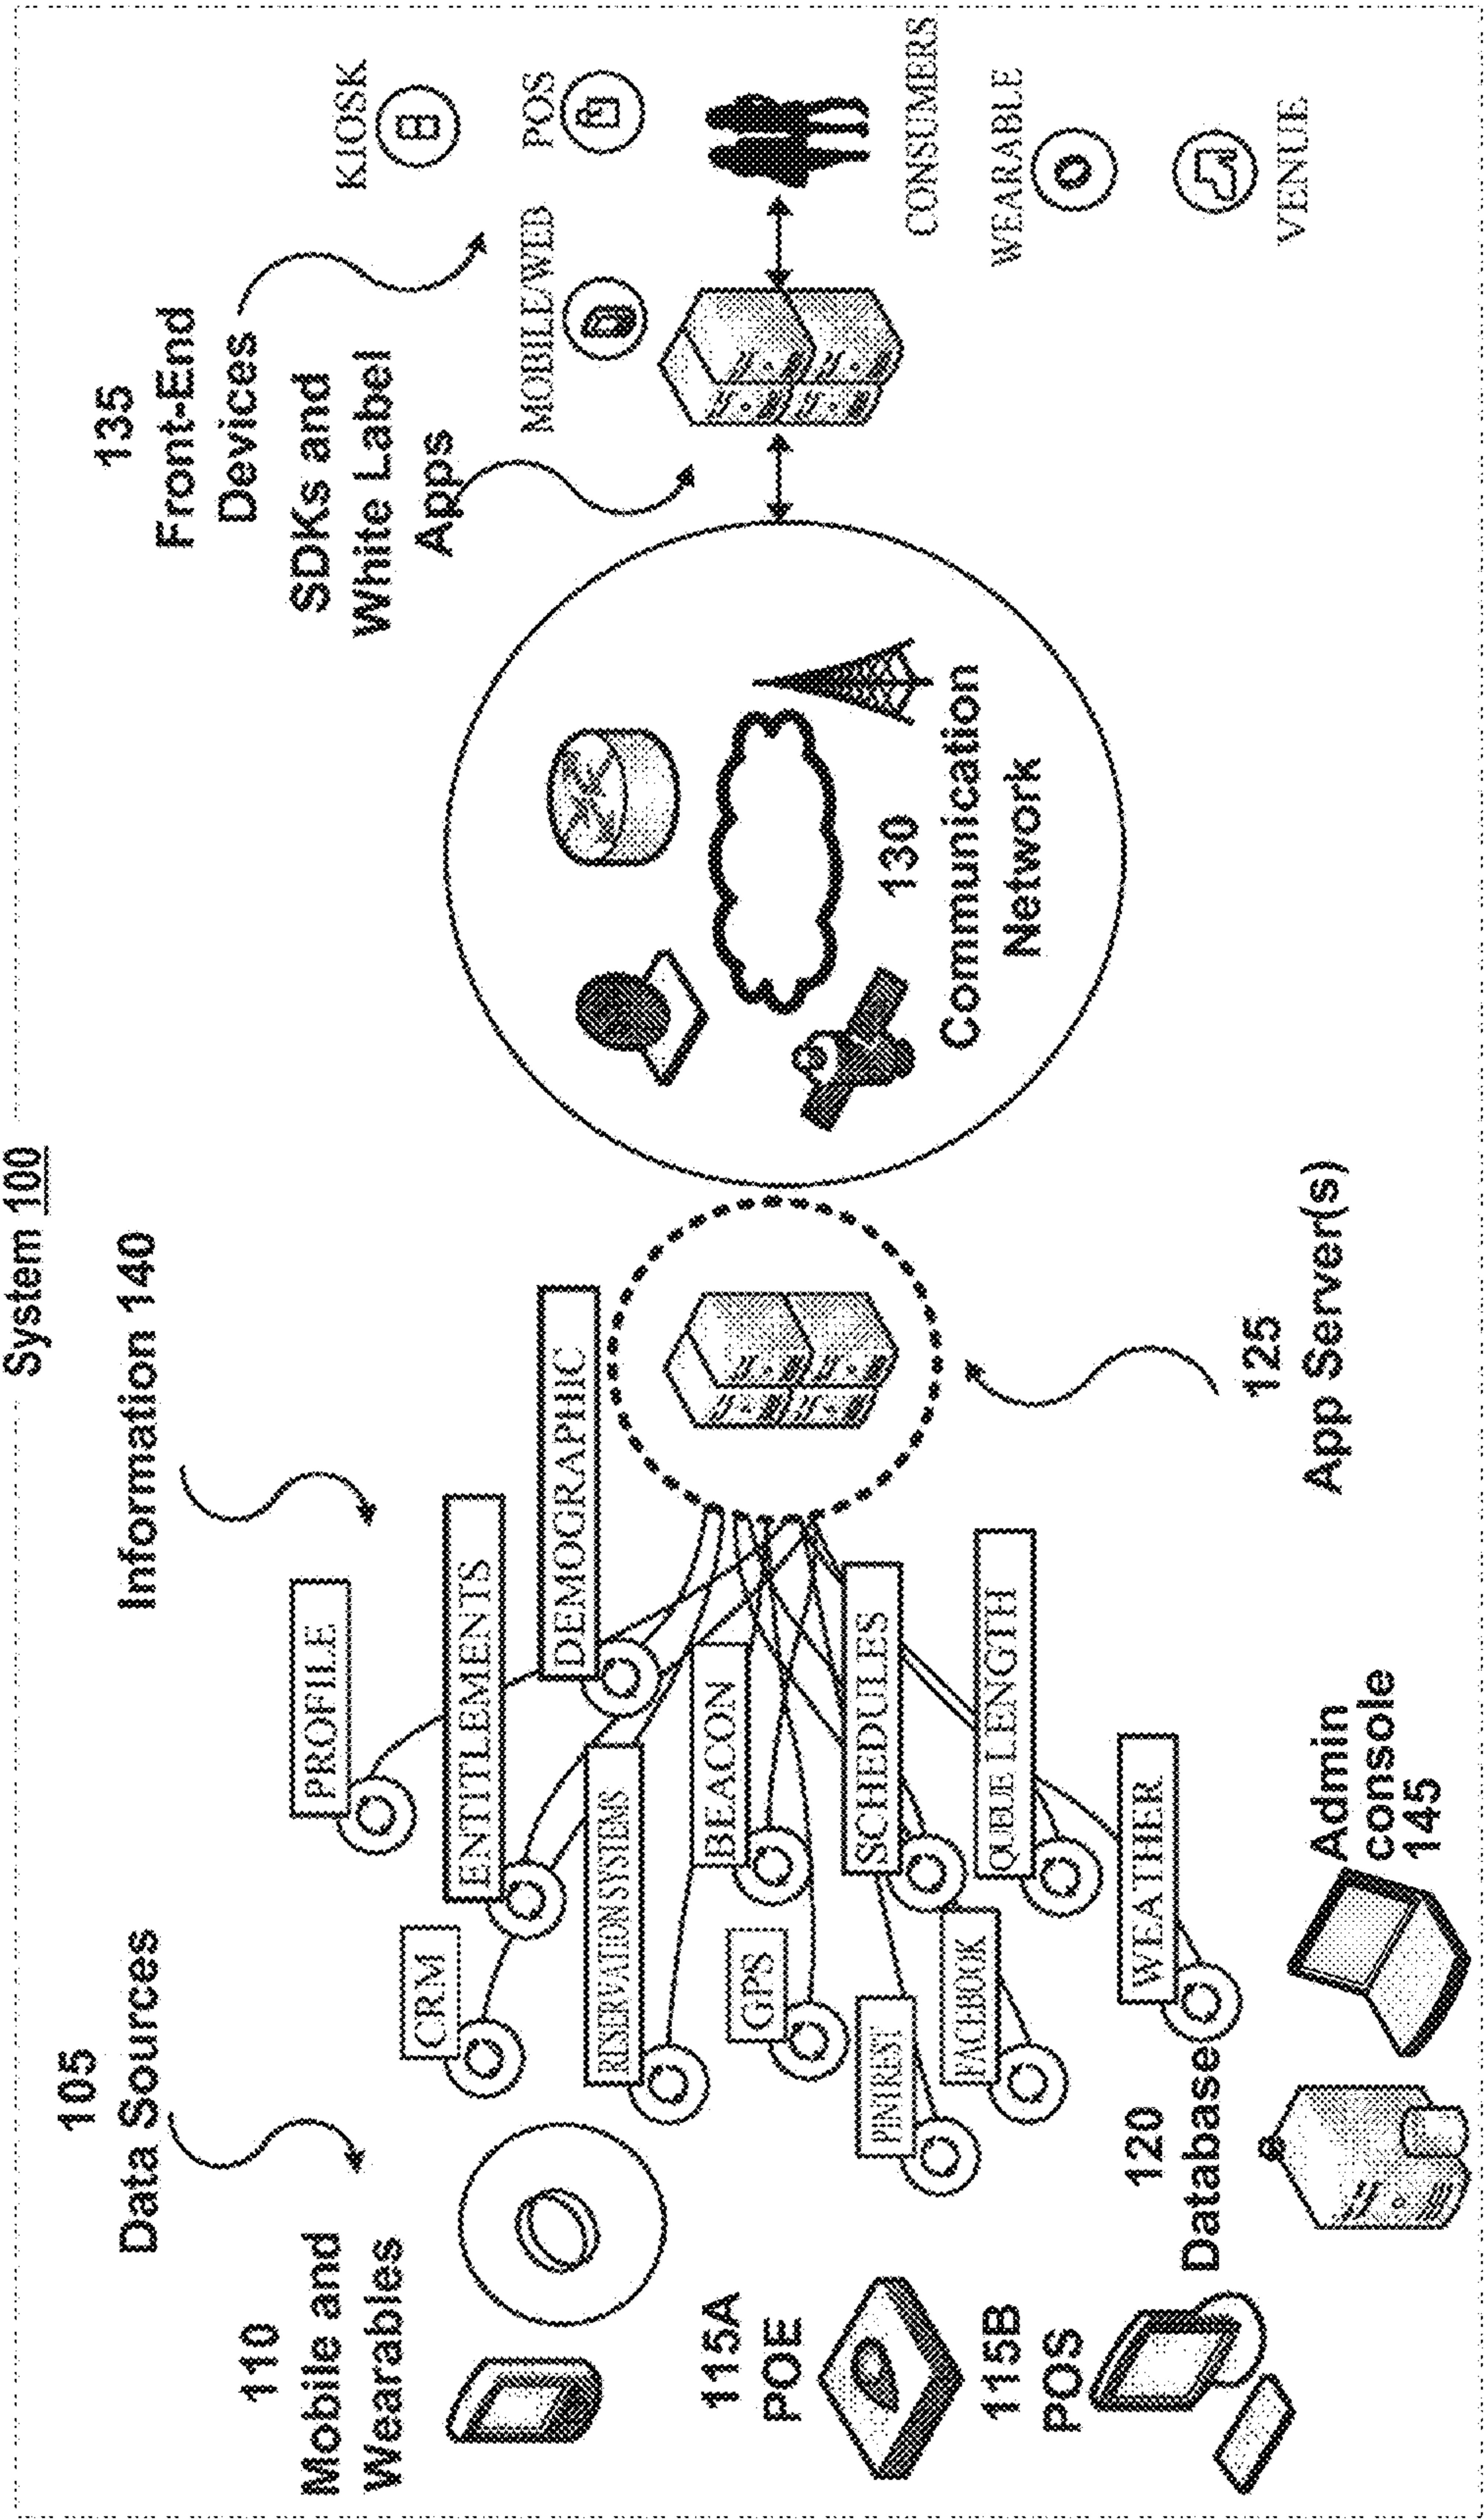 System 100
105
Data Sources
Information 140
135
Front-End
Devices
SDKs and
White Label
Apps
110
Mobile and
Wearables
PROFILE
KIOSK
CRM
ENTITLEMENTS
DEMOGRAPHIC
MOBILE/WEB
POS
RESERVATION SYSTEMS
115A
POE
GPS
BEACON
PINTREST
SCHEDULES
130
Communication
Network
CONSUMERS
FACEBOOK
QUEUE LENGTH
WEARABLE
115B
POS
WEATHER
120
Database
125
App Server(s)
VENUE
Admin
console
145